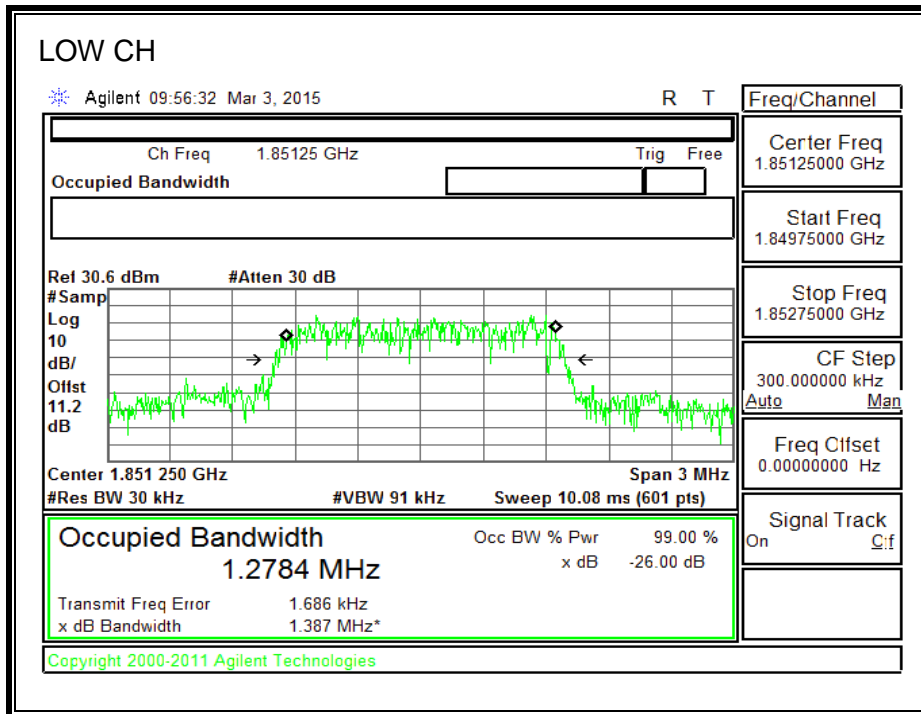 LOW CH
Agilent 09:56:32 Mar 3, 2015 R T
Freq/Channel
Ch Freq 1.85125 GHz Trig Free
Occupied Bandwidth
Center Freq
1.85125000 GHz
Start Freq
1.84975000 GHz
Stop Freq
1.85275000 GHz
CF Step
300.000000 kHz
Auto Man
Freq Offset
0.00000000 Hz
Signal Track
On Off
Ref 30.6 dBm #Atten 30 dB
#Samp
Log
10
dB/
Offst
11.2
dB
Center 1.851 250 GHz Span 3 MHz
#Res BW 30 kHz #VBW 91 kHz Sweep 10.08 ms (601 pts)
Occupied Bandwidth Occ BW % Pwr 99.00 %
1.2784 MHz x dB -26.00 dB
Transmit Freq Error 1.686 kHz
x dB Bandwidth 1.387 MHz*
Copyright 2000-2011 Agilent Technologies